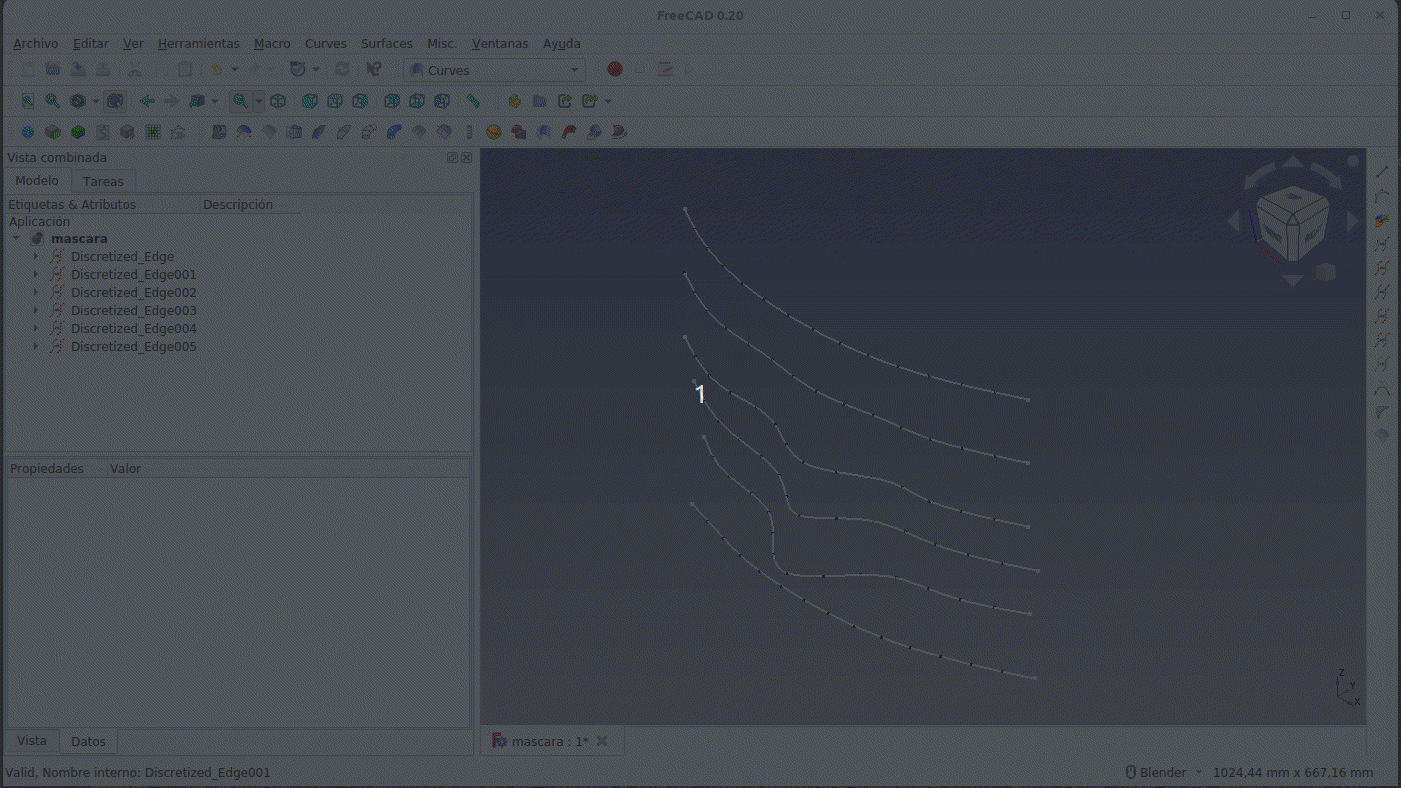 FreeCAD 0.20
Archivo Editar Ver Herramientas Macro Curves Surfaces Misc. Ventanas Ayuda
Curves
Vista combinada
Modelo Tareas
Etiquetas & Atributos Descripción
Aplicación
mascara
Discretized_Edge
Discretized_Edge001
Discretized_Edge002
Discretized_Edge003
Discretized_Edge004
Discretized_Edge005
1
Propiedades Valor
Z
Y
X
Vista Datos
mascara : 1*
Valid, Nombre interno: Discretized_Edge001
Blender 1024,44 mm x 667,16 mm